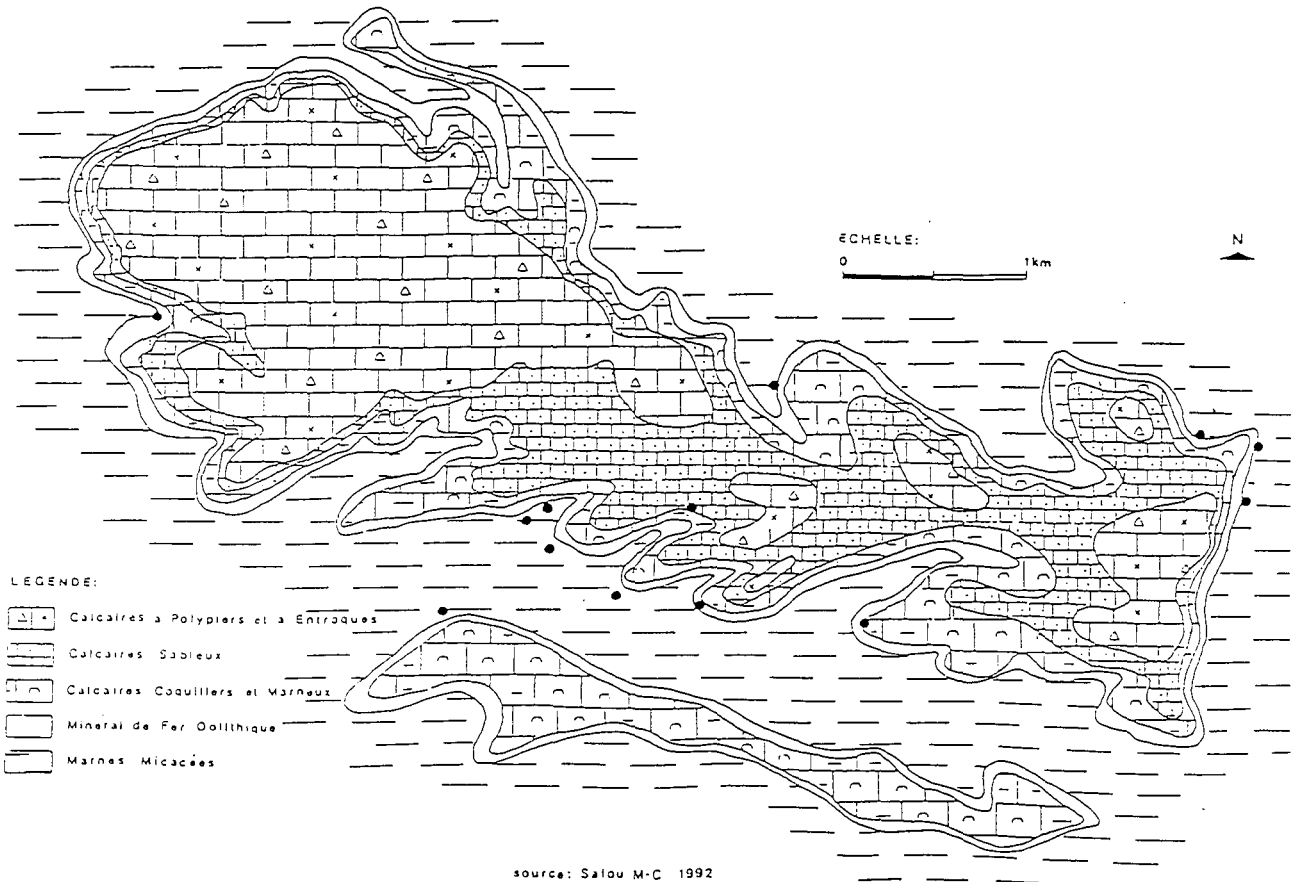 ECHELLE:
0 1km
N
LEGENDE:
Calcaires a Polypiers et a Entroques
Calcaires Sableux
Calcaires Coquillers et Marneux
Minéral de Fer Oolithique
Marnes Micacées
source: Salou M-C 1992